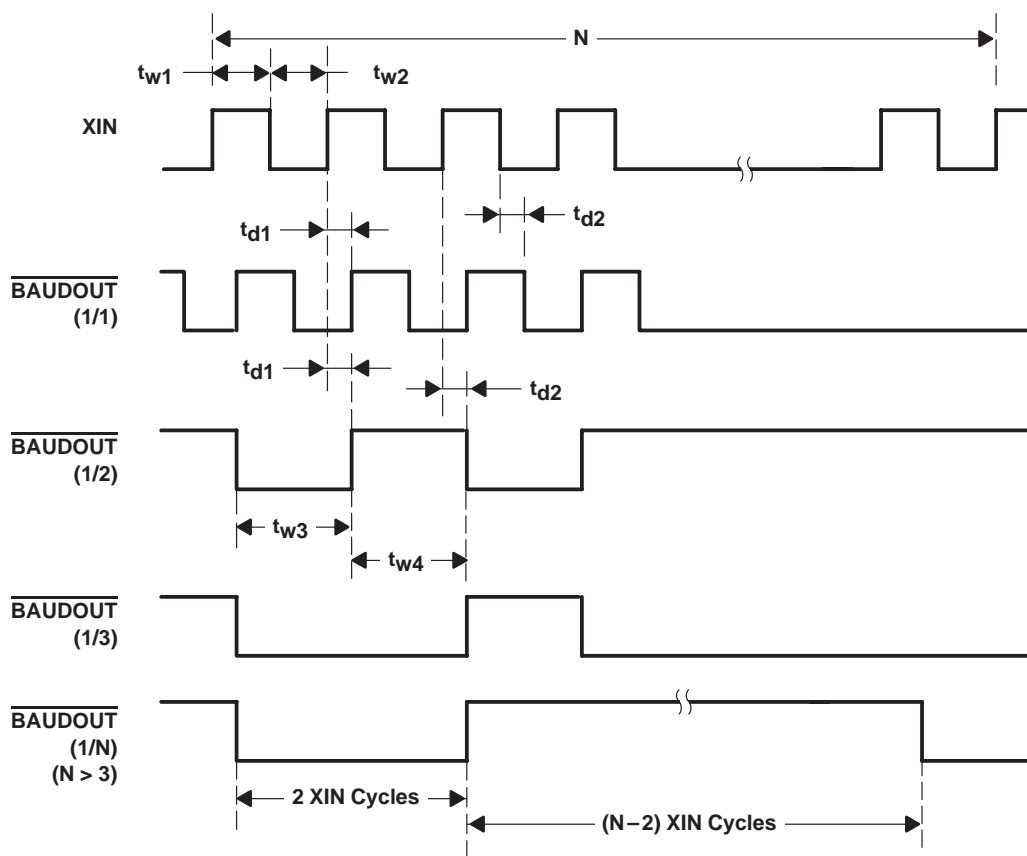 N
tw1
tw2
XIN
td1
td2
BAUDOUT
(1/1)
td1
td2
BAUDOUT
(1/2)
tw3
tw4
BAUDOUT
(1/3)
BAUDOUT
(1/N)
(N > 3)
2 XIN Cycles
(N−2) XIN Cycles